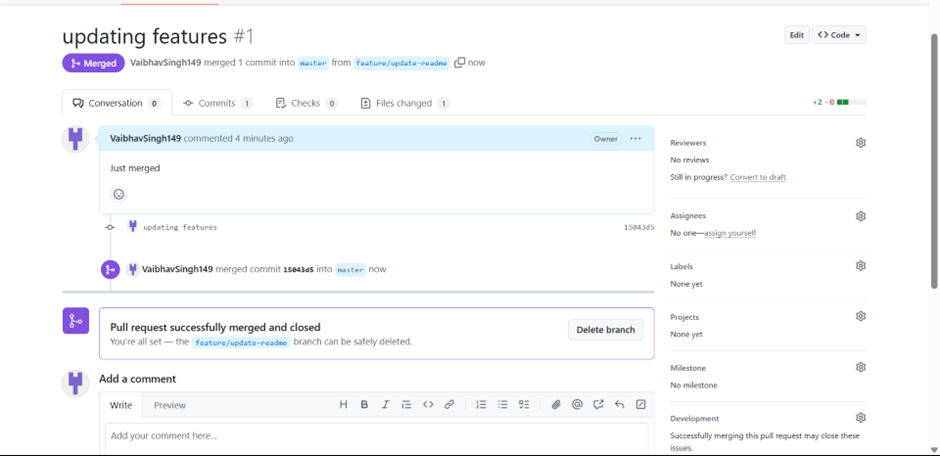 updating features #1
Edit
<> Code
Merged VaibhavSingh149 merged 1 commit into master from feature/update-readme now
Conversation 0 Commits 1 Checks 0 Files changed 1
+2 −0
VaibhavSingh149 commented 4 minutes ago
Owner
Just merged
updating features
15043d5
VaibhavSingh149 merged commit 15043d5 into master now
Pull request successfully merged and closed
You're all set — the feature/update-readme branch can be safely deleted.
Delete branch
Add a comment
Write Preview
Add your comment here...
Reviewers
No reviews
Still in progress? Convert to draft
Assignees
No one—assign yourself
Labels
None yet
Projects
None yet
Milestone
No milestone
Development
Successfully merging this pull request may close these
issues.